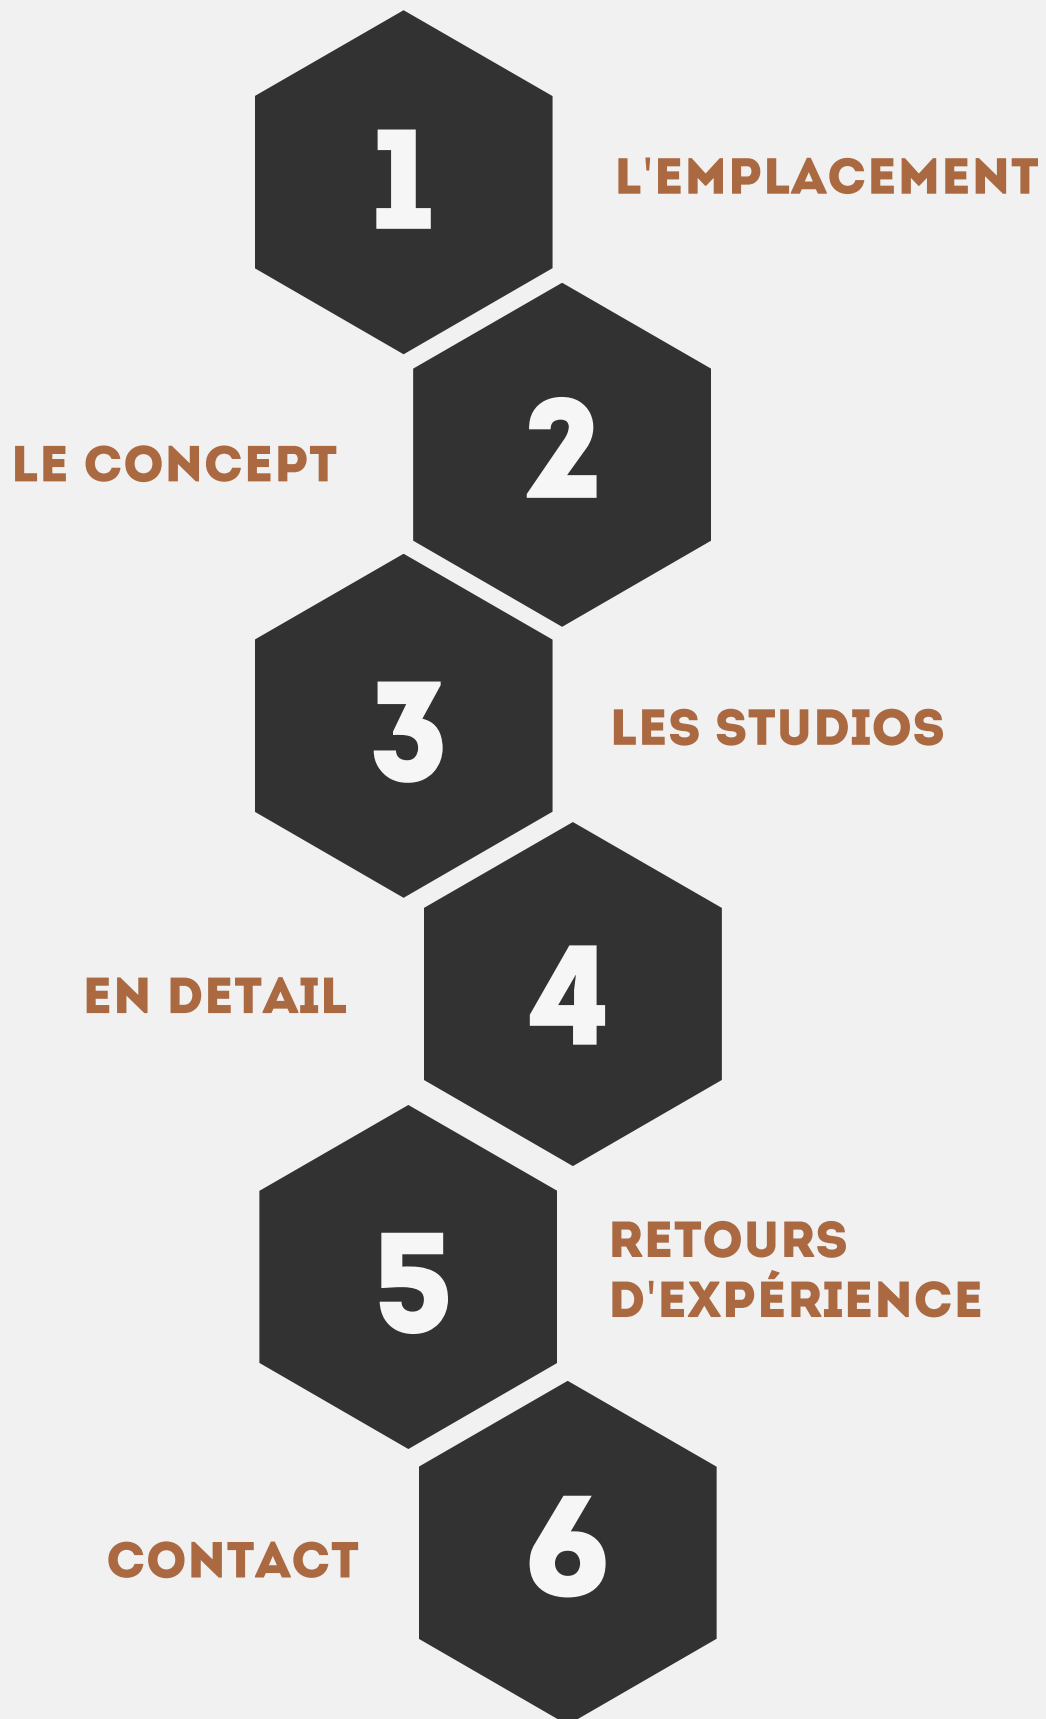 1
L'EMPLACEMENT
2
LE CONCEPT
3
LES STUDIOS
4
EN DETAIL
5
RETOURS
D'EXPÉRIENCE
6
CONTACT